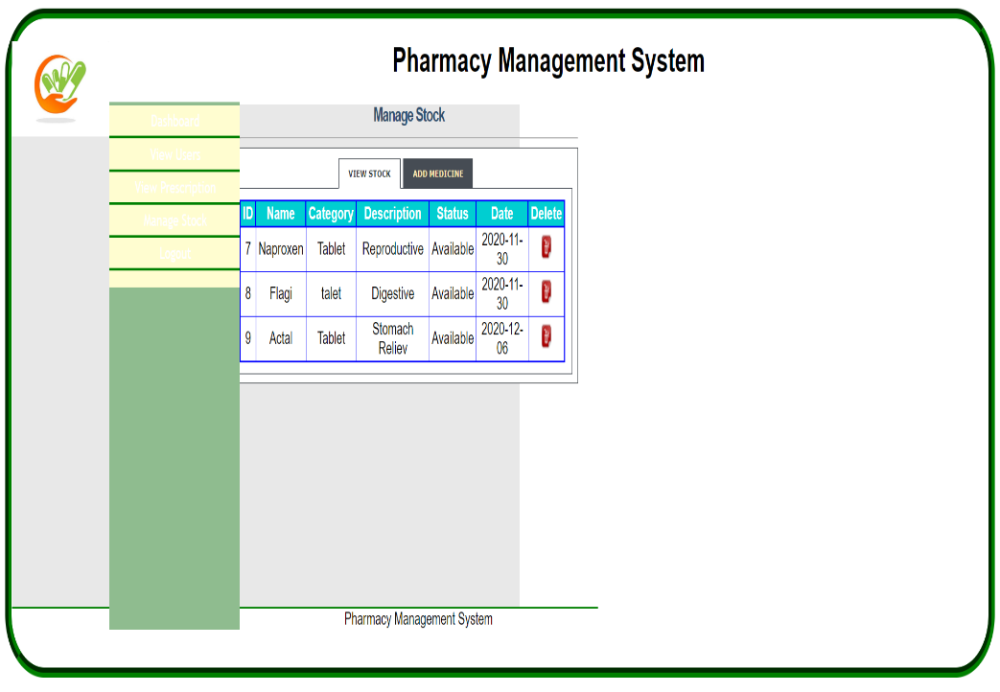 Pharmacy Management System
Manage Stock
Dashboard
View Users
View Prescription
Manage Stock
Logout
VIEW STOCK ADD MEDICINE
ID Name Category Description Status Date Delete
7 Naproxen Tablet Reproductive Available 2020-11-
30
8 Flagi talet Digestive Available 2020-11-
30
9 Actal Tablet Stomach
Reliev Available 2020-12-
06
Pharmacy Management System